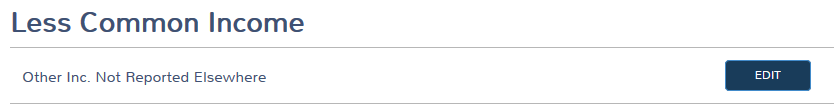 Less Common Income
Other Inc. Not Reported Elsewhere
EDIT